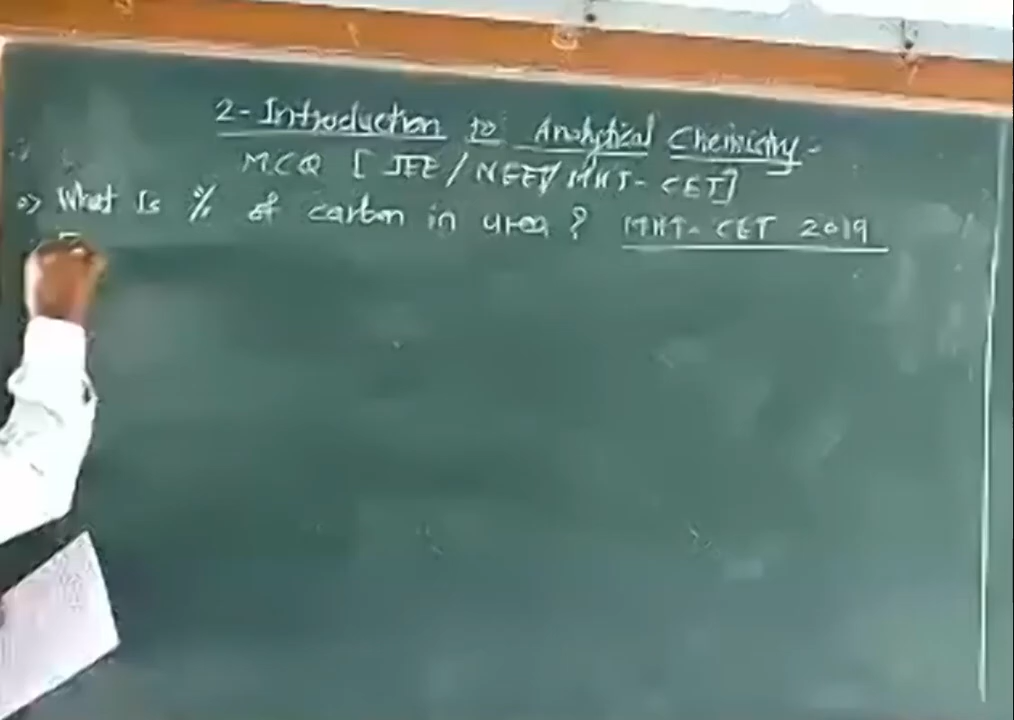 2- Introduction to Analytical Chemistry -
MCQ [ JEE / NEET/ MHT- CET]
What Is % of carbon in urea ? MHT- CET 2019